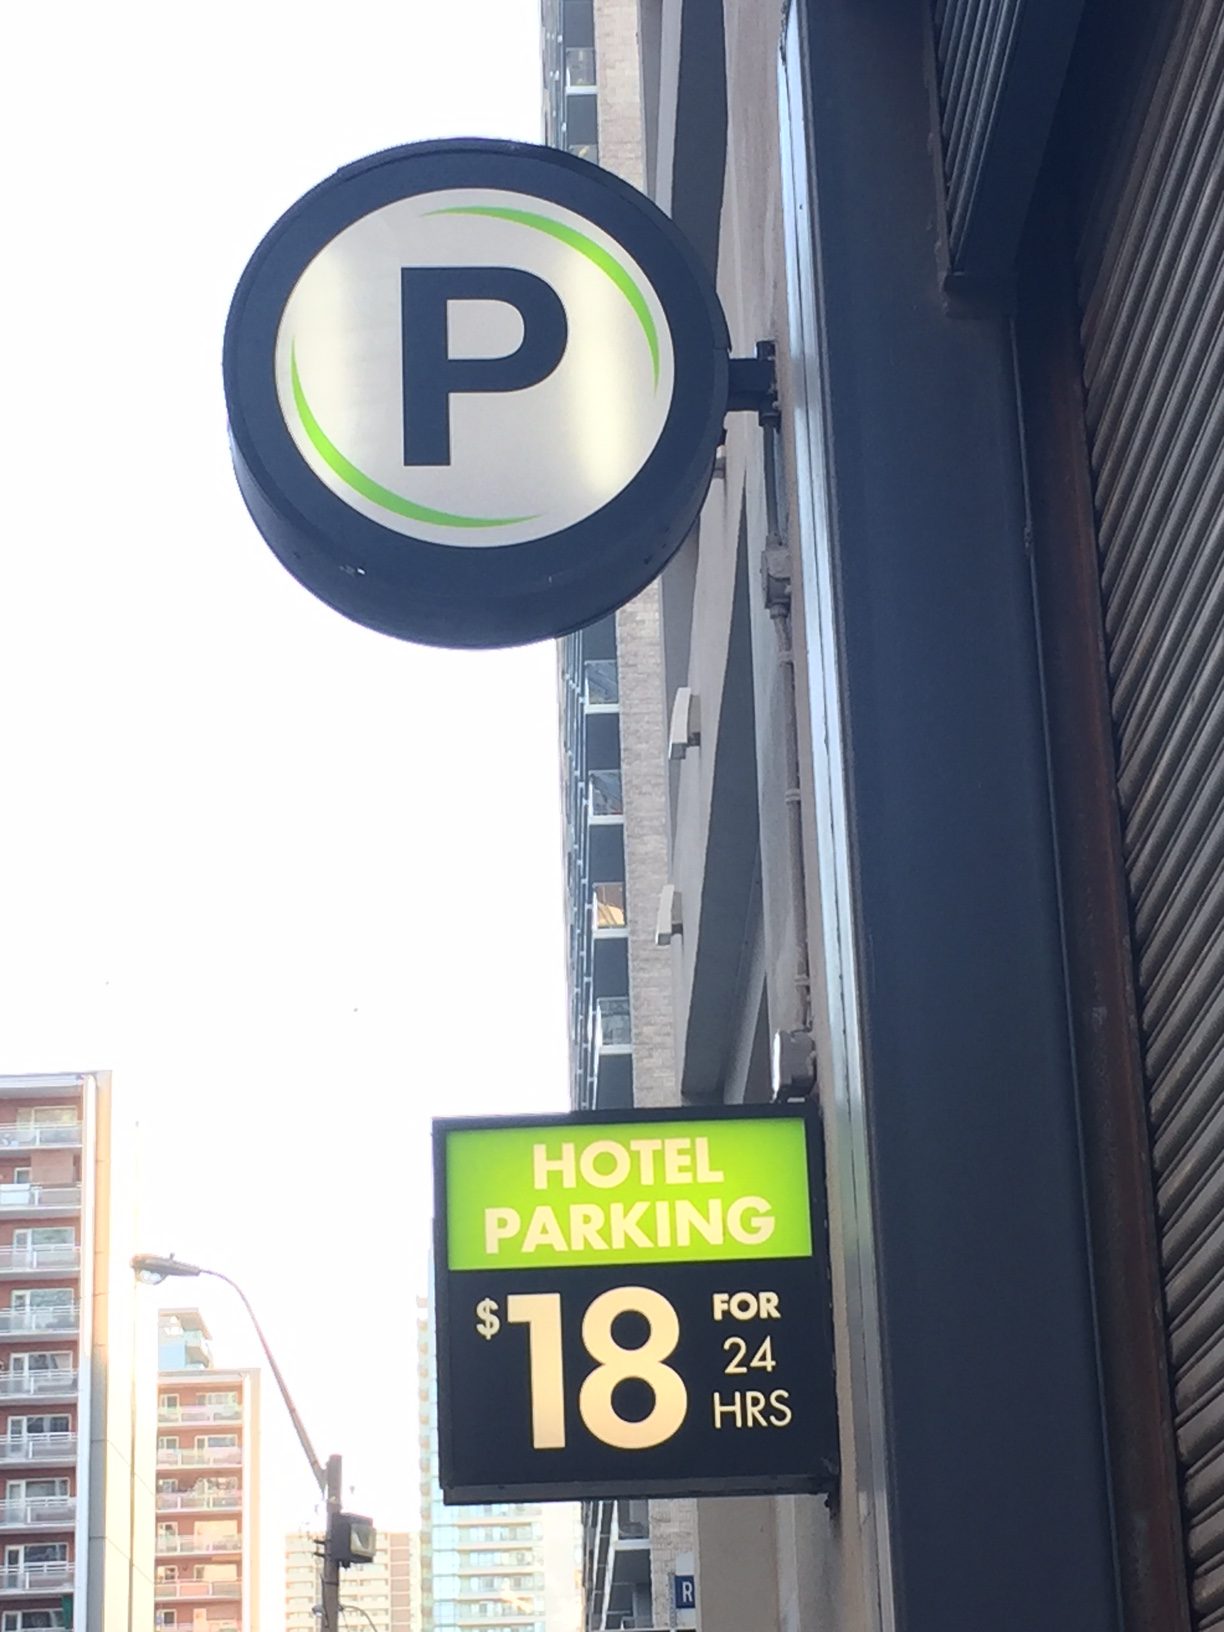 P
HOTEL
PARKING
$18 FOR
24
HRS
R